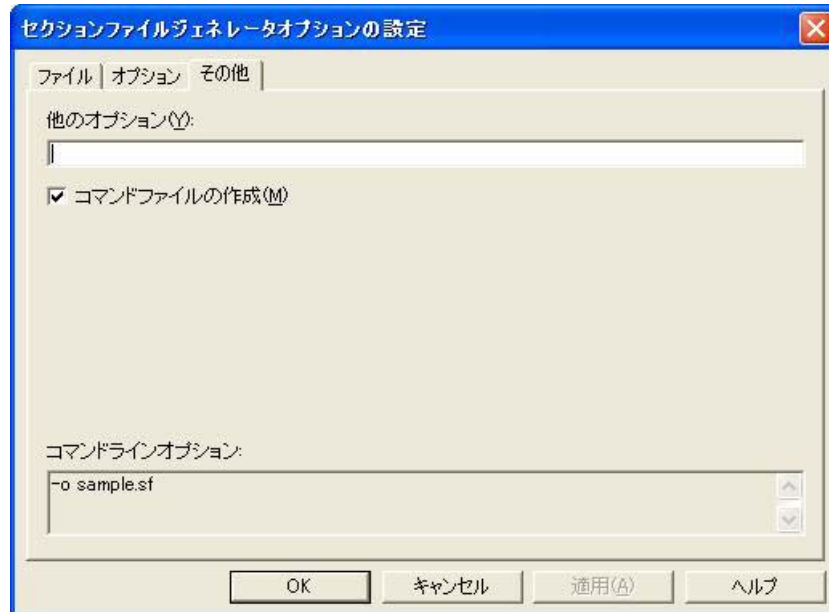 セクションファイルジェネレータオプションの設定
ファイル オプション その他
他のオプション(Y):
コマンドファイルの作成(M)
コマンドラインオプション:
-o sample.sf
OK キャンセル 適用(A) ヘルプ